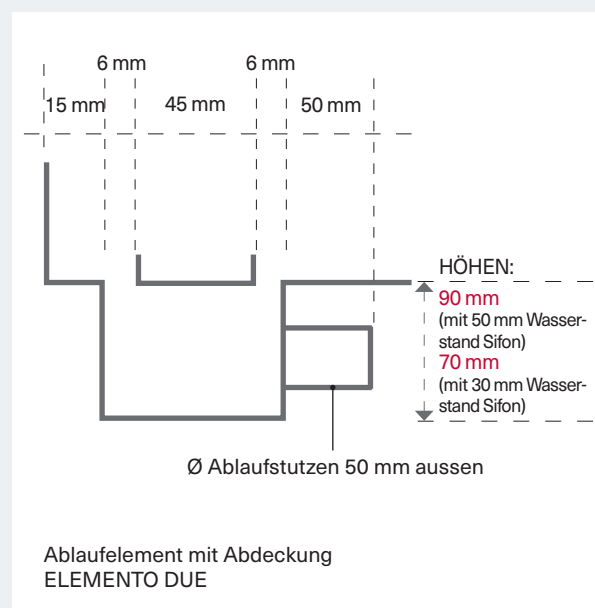 6 mm 6 mm
15 mm 45 mm 50 mm
HÖHEN:
90 mm
(mit 50 mm Wasser-
stand Sifon)
70 mm
(mit 30 mm Wasser-
stand Sifon)
Ø Ablaufstutzen 50 mm aussen
Ablaufelement mit Abdeckung
ELEMENTO DUE